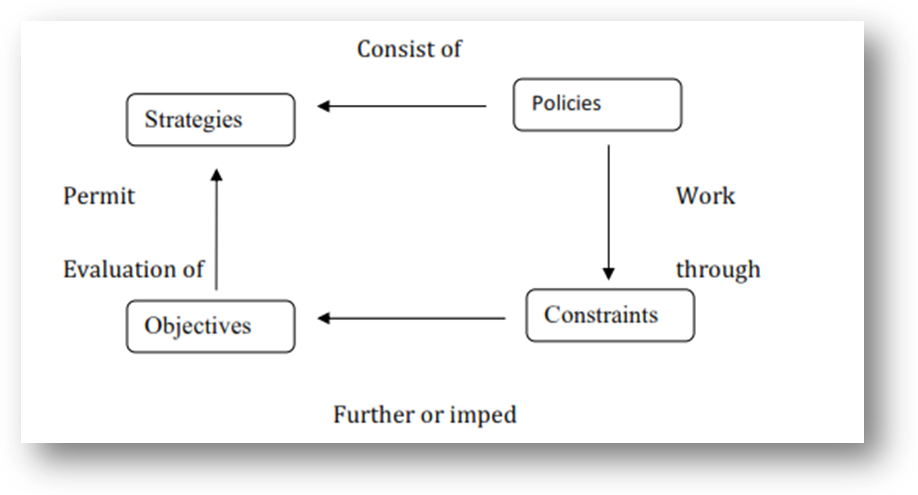 Consist of
Policies
Strategies
Permit
Work
Evaluation of
through
Constraints
Objectives
Further or imped